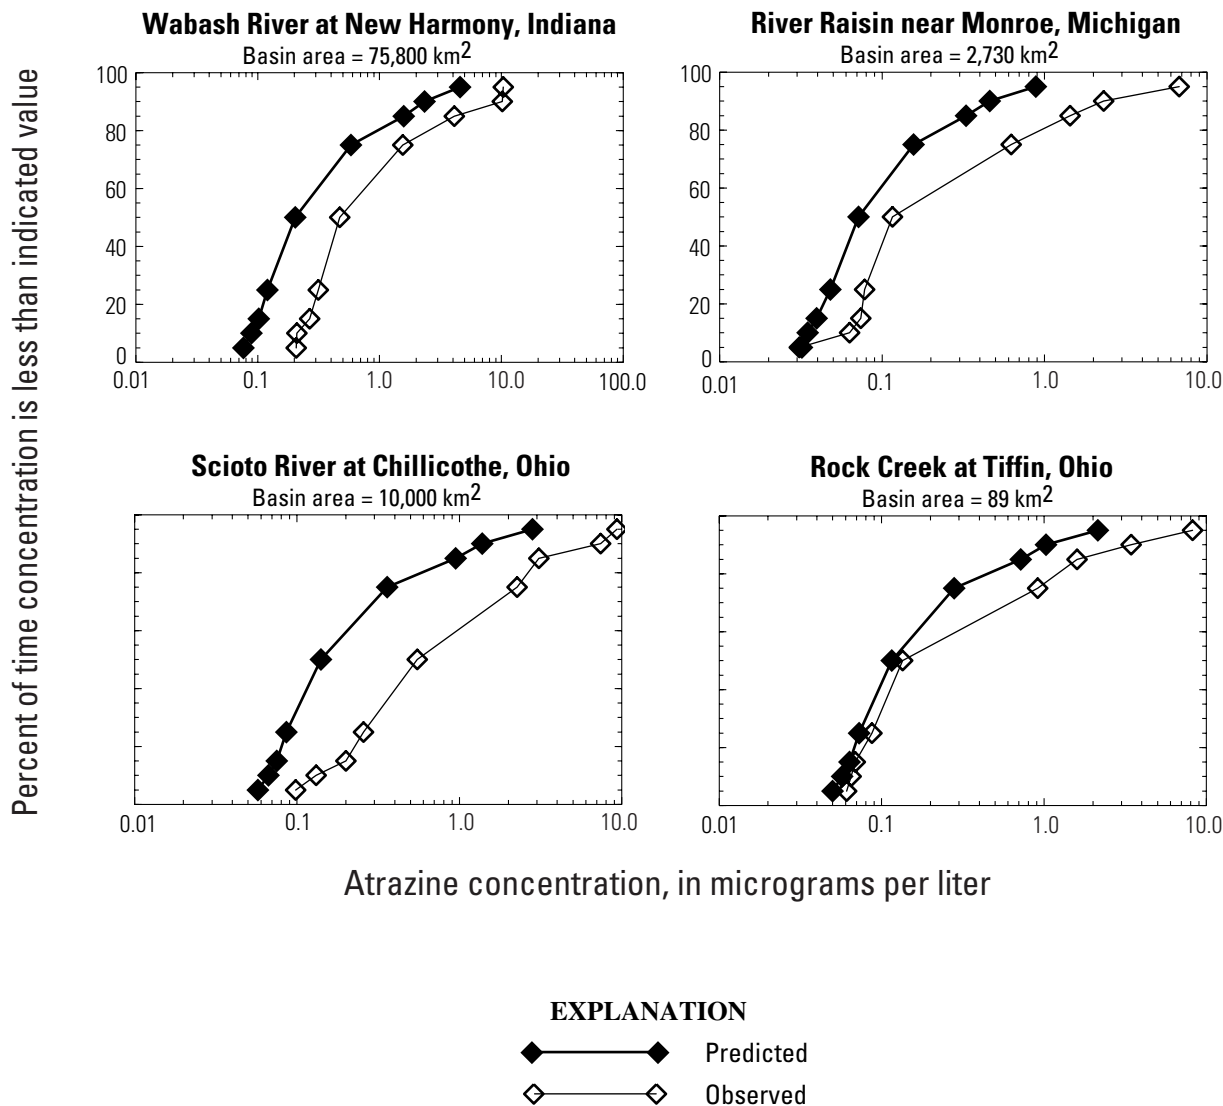 Wabash River at New Harmony, Indiana
Basin area = 75,800 km2
100
80
60
40
20
0
0.01 0.1 1.0 10.0 100.0
River Raisin near Monroe, Michigan
Basin area = 2,730 km2
100
80
60
40
20
0
0.01 0.1 1.0 10.0
Percent of time concentration is less than indicated value
Scioto River at Chillicothe, Ohio
Basin area = 10,000 km2
0.01 0.1 1.0 10.0
Rock Creek at Tiffin, Ohio
Basin area = 89 km2
0.01 0.1 1.0 10.0
Atrazine concentration, in micrograms per liter
EXPLANATION
Predicted
Observed